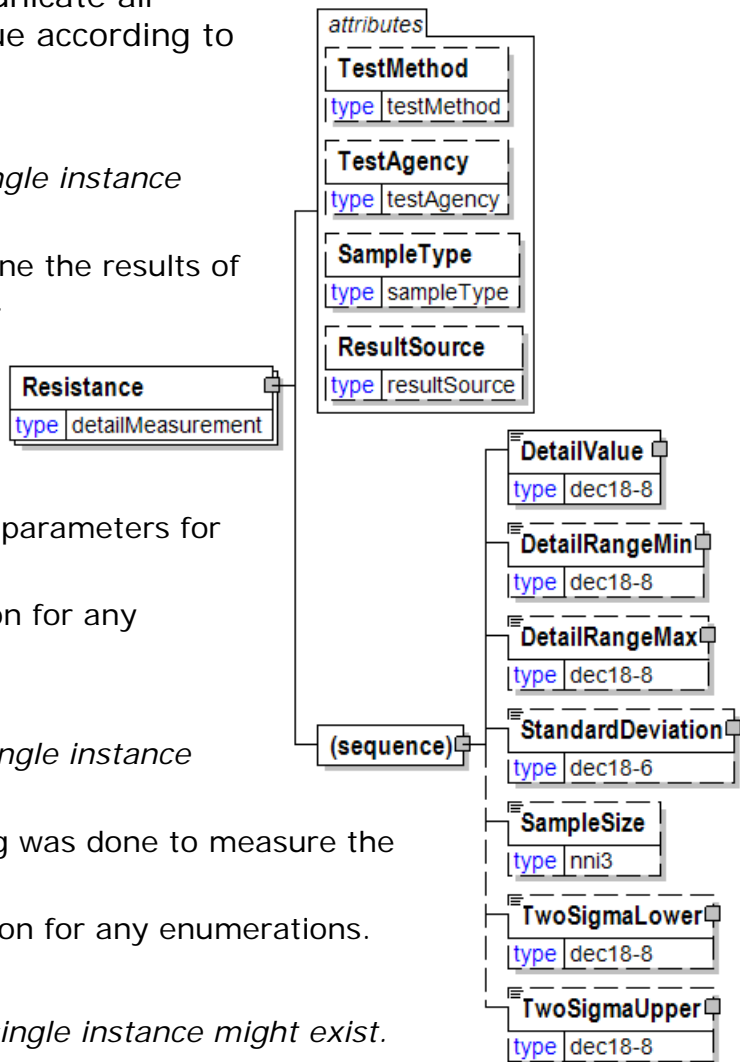 ue according to
attributes
TestMethod
type testMethod
ngle instance
TestAgency
type testAgency
ne the results of
SampleType
type sampleType
ResultSource
type resultSource
Resistance
type detailMeasurement
DetailValue
type dec18-8
parameters for
DetailRangeMin
type dec18-8
on for any
DetailRangeMax
type dec18-8
ngle instance
(sequence)
StandardDeviation
type dec18-6
g was done to measure the
SampleSize
type nni3
on for any enumerations.
TwoSigmaLower
type dec18-8
single instance might exist.
TwoSigmaUpper
type dec18-8